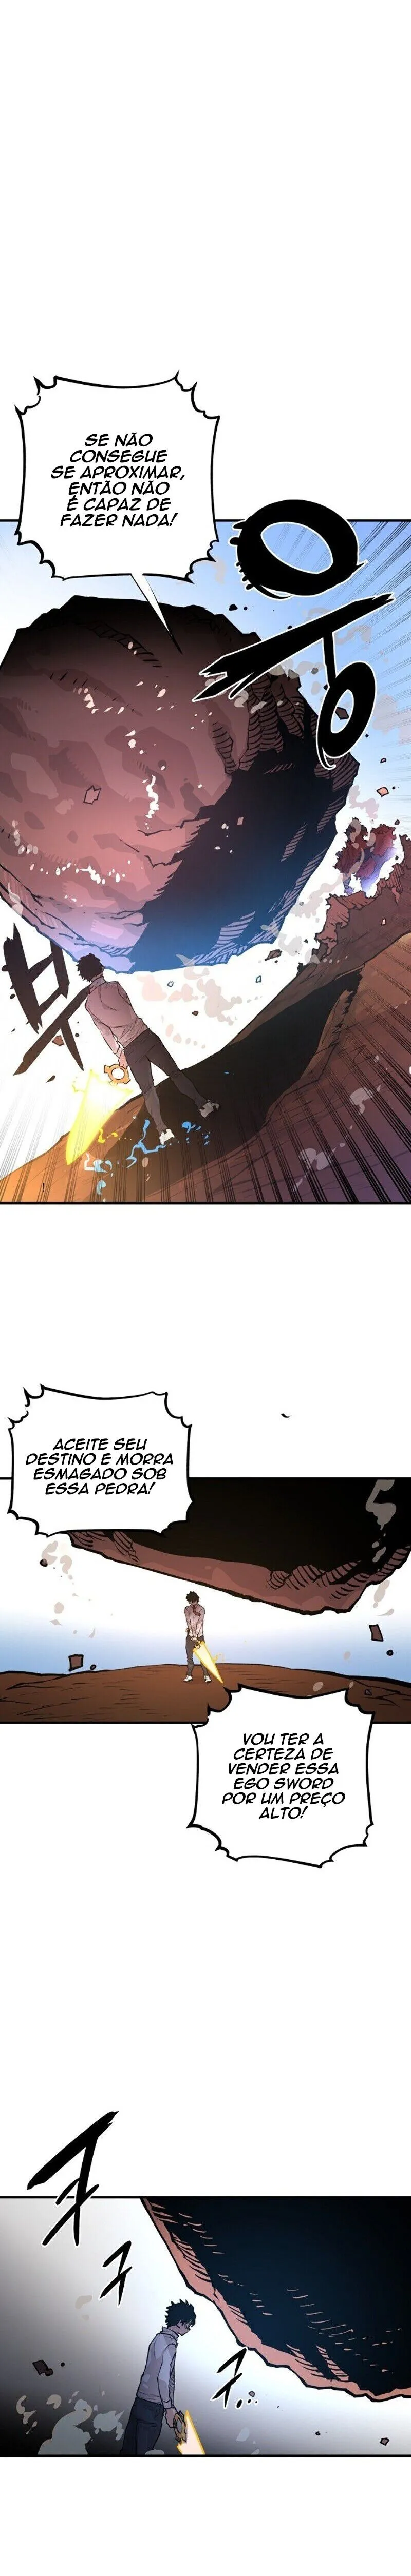 SE NÃO
CONSEGUE
SE APROXIMAR,
ENTÃO NÃO
É CAPAZ DE
FAZER NADA!
ACEITE SEU
DESTINO E MORRA
ESMAGADO SOB
ESSA PEDRA!
VOU TER A
CERTEZA DE
VENDER ESSA
EGO SWORD
POR UM PREÇO
ALTO!